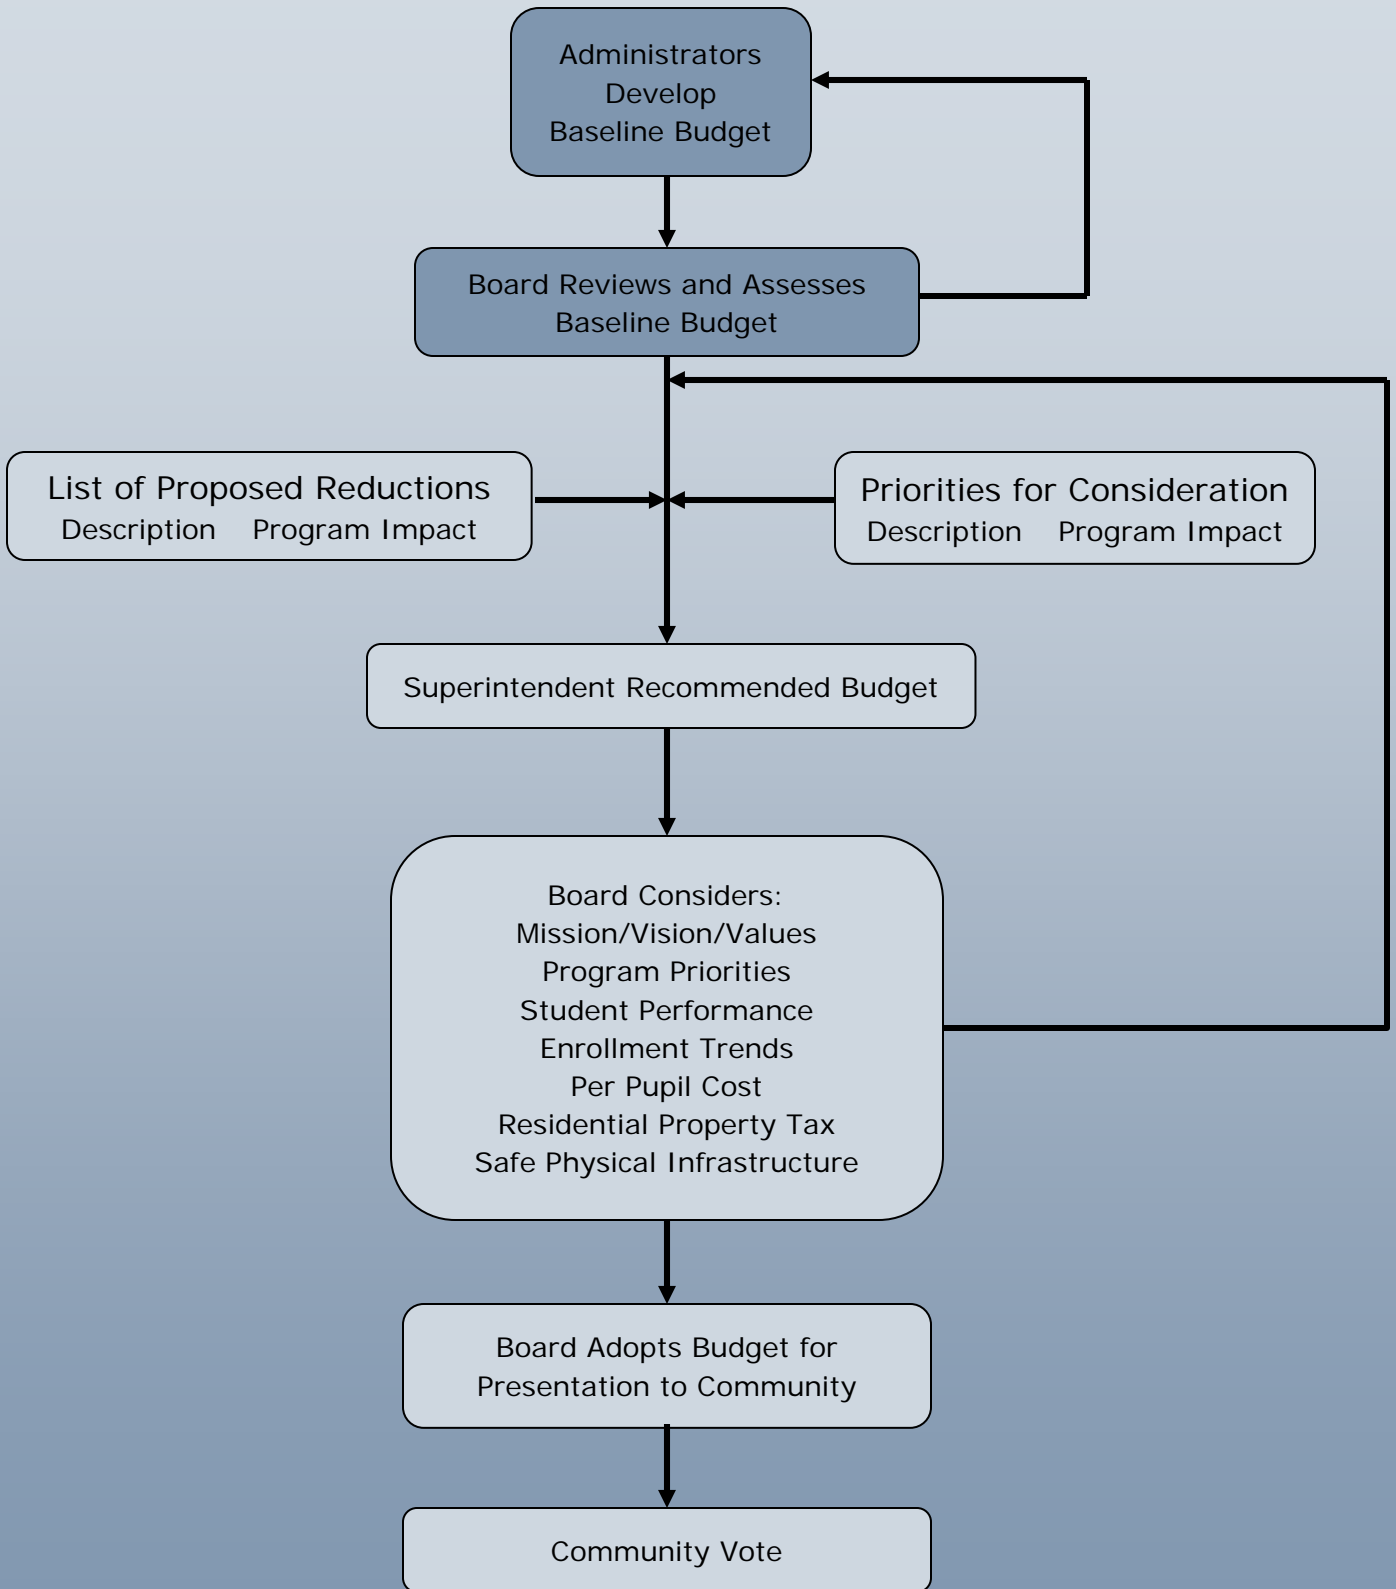 Administrators
Develop
Baseline Budget
Board Reviews and Assesses
Baseline Budget
List of Proposed Reductions
Description Program Impact
Priorities for Consideration
Description Program Impact
Superintendent Recommended Budget
Board Considers:
Mission/Vision/Values
Program Priorities
Student Performance
Enrollment Trends
Per Pupil Cost
Residential Property Tax
Safe Physical Infrastructure
Board Adopts Budget for
Presentation to Community
Community Vote